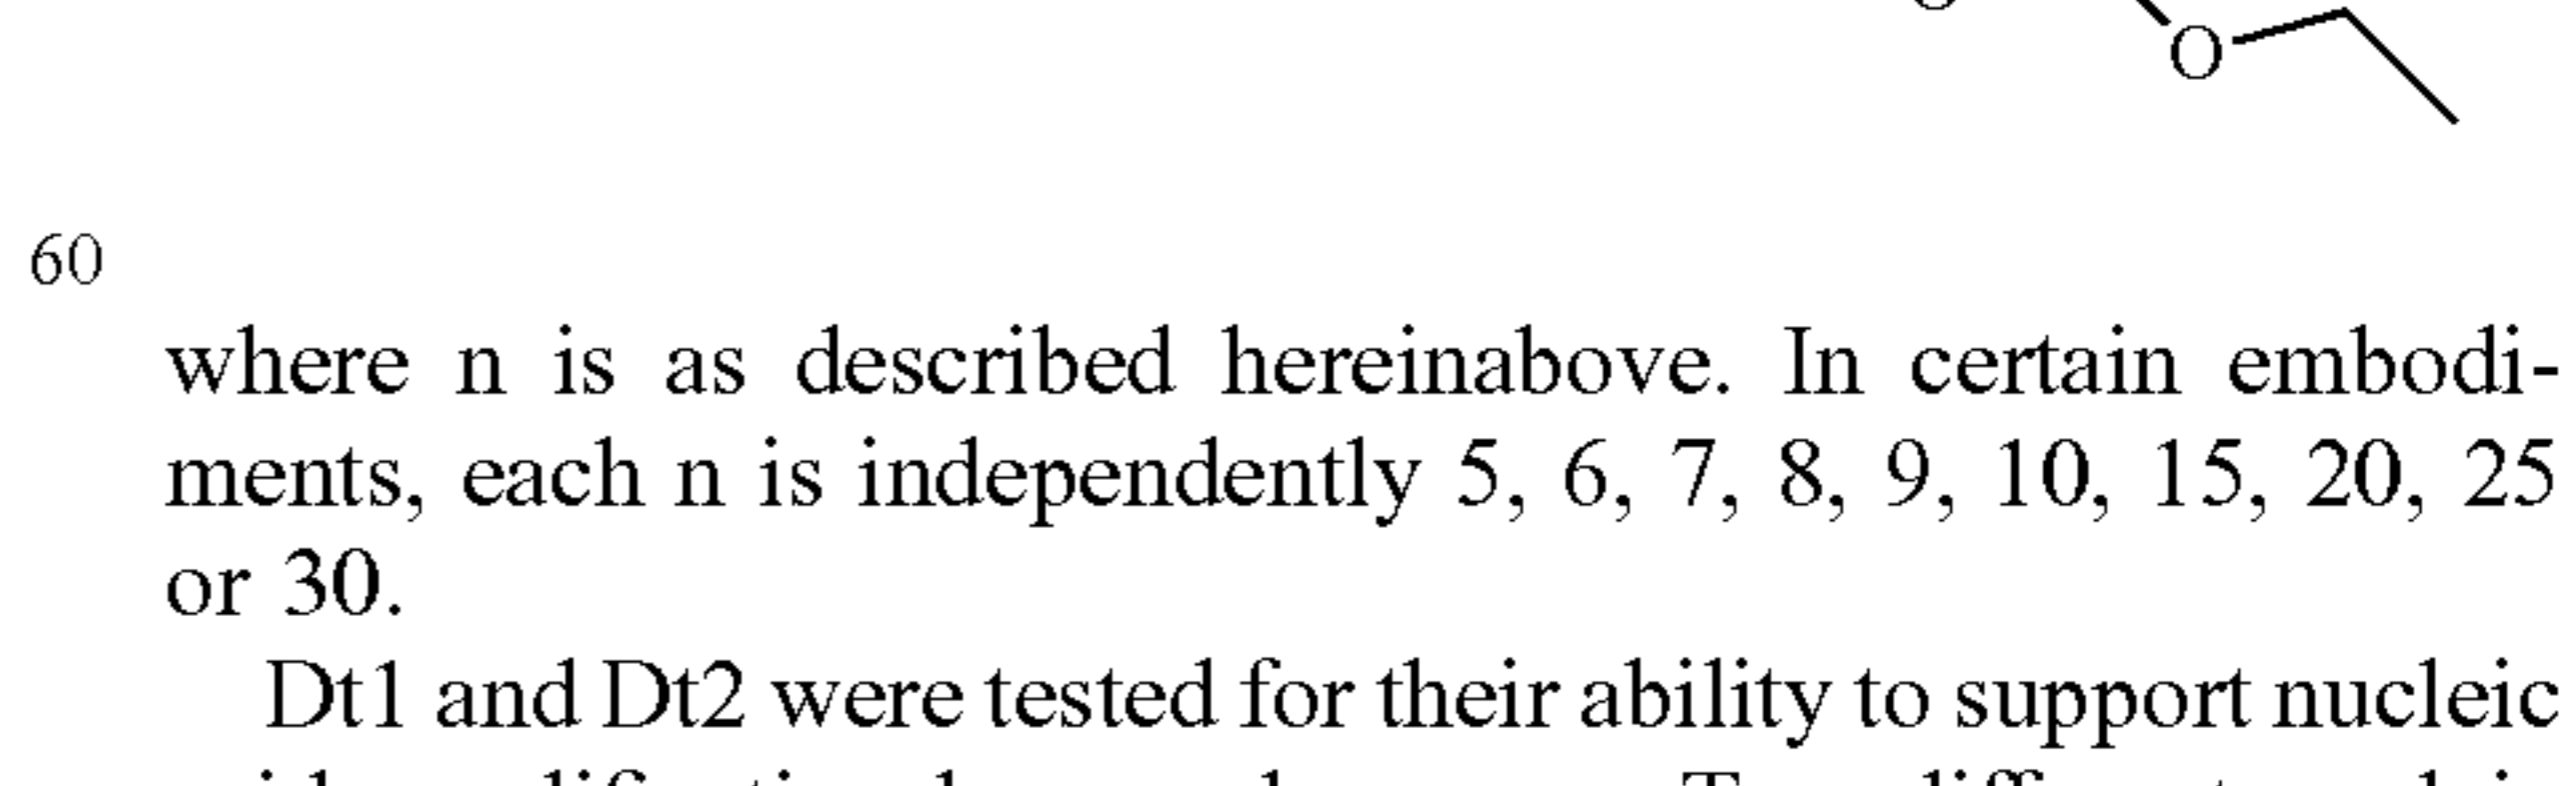 O
60
where n is as described hereinabove. In certain embodi-
ments, each n is independently 5, 6, 7, 8, 9, 10, 15, 20, 25
or 30.
Dt1 and Dt2 were tested for their ability to support nucleic